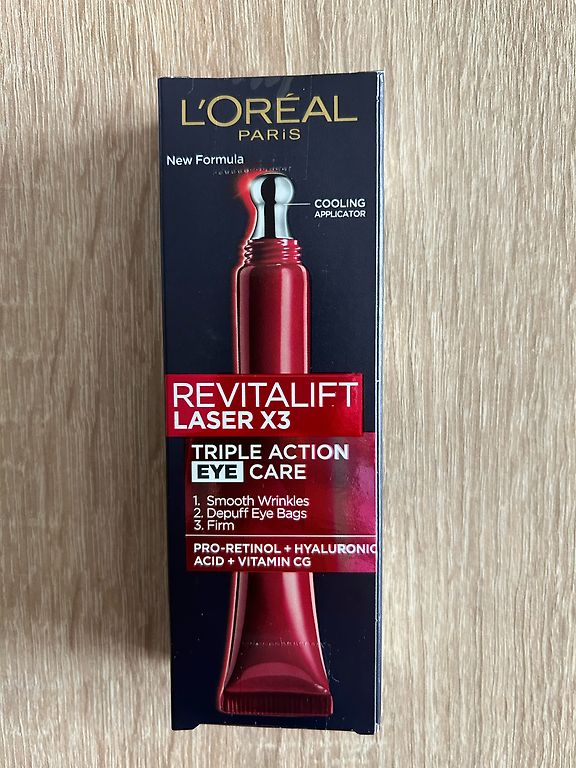 L'ORÉAL
PARiS
New Formula
COOLING
APPLICATOR
REVITALIFT
LASER X3
TRIPLE ACTION
EYE CARE
1. Smooth Wrinkles
2. Depuff Eye Bags
3. Firm
PRO-RETINOL + HYALURONIC
ACID + VITAMIN CG